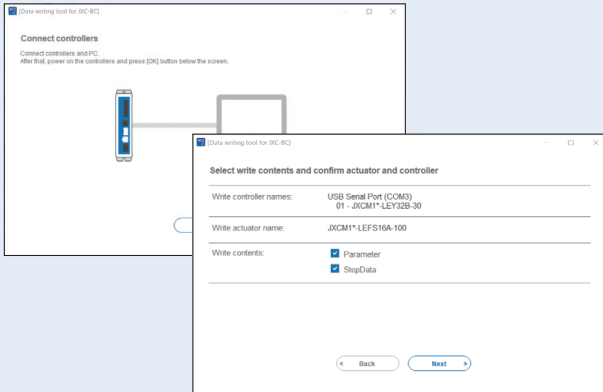 [Data writing tool for JXC-BC]
Connect controllers
Connect controllers and PC.
After that, power on the controllers and press [OK] button below the screen.
[Data writing tool for JXC-BC]
Select write contents and confirm actuator and controller
Write controller names:
USB Serial Port (COM3)
01 - JXCM1*-LEY32B-30
Write actuator name:
JXCM1*-LEFS16A-100
Write contents:
Parameter
StepData
< Back
Next >